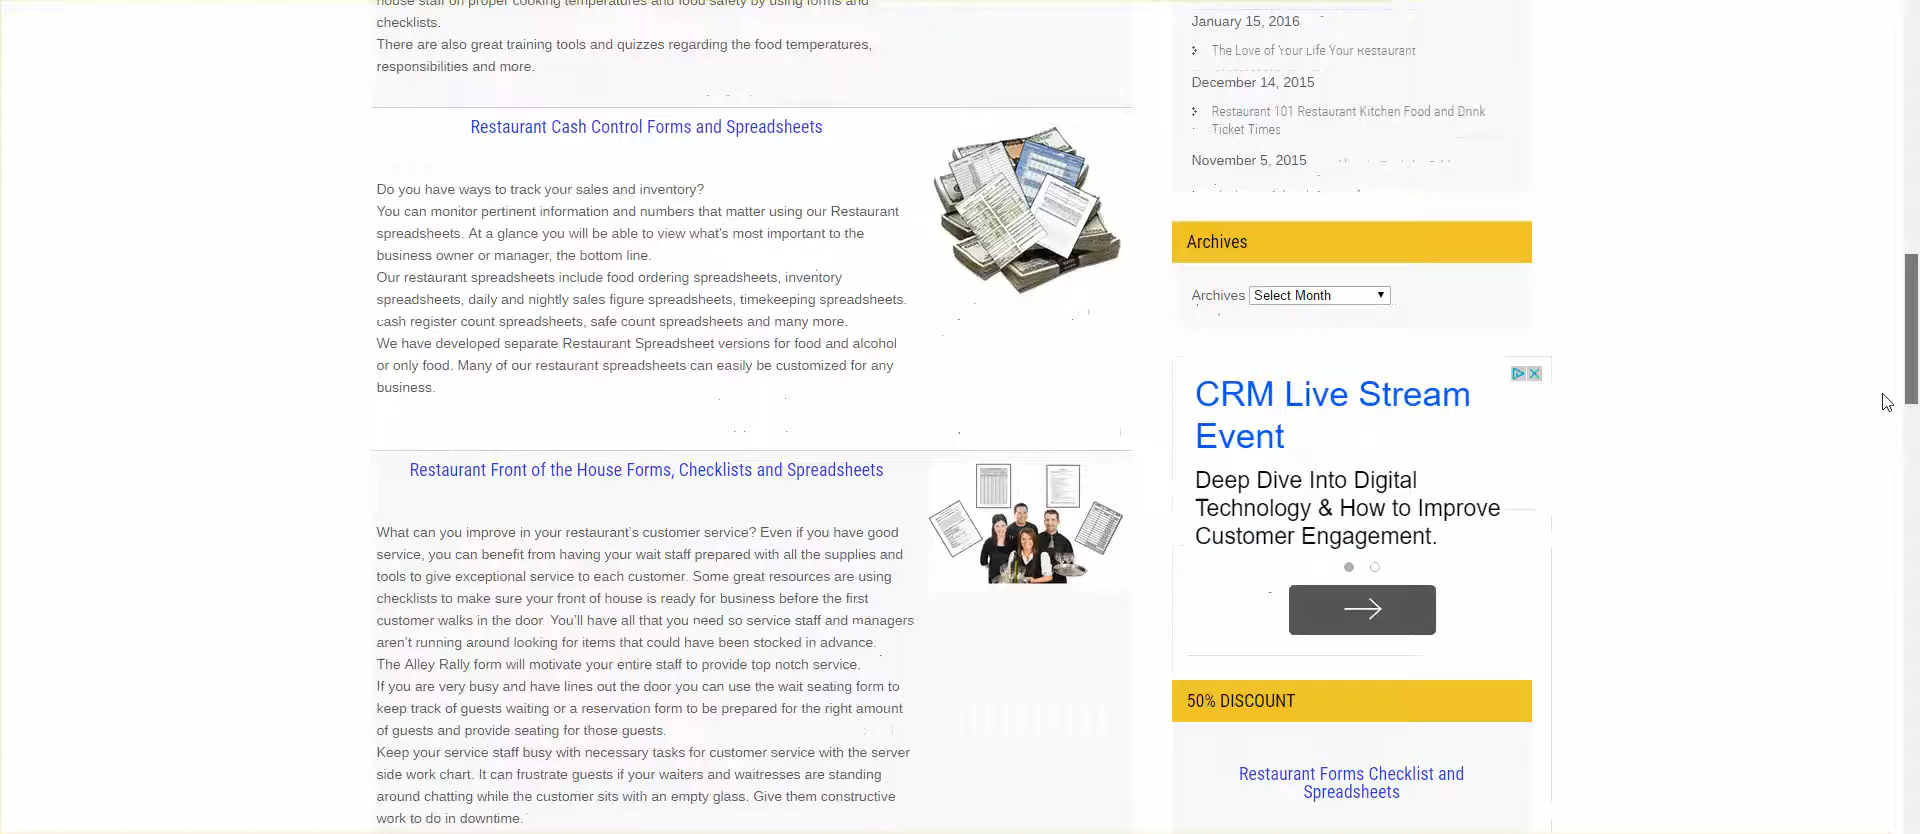 house staff on proper cooking temperatures and food safety by using forms and
checklists.
There are also great training tools and quizzes regarding the food temperatures,
responsibilities and more.
Restaurant Cash Control Forms and Spreadsheets
Do you have ways to track your sales and inventory?
You can monitor pertinent information and numbers that matter using our Restaurant
spreadsheets. At a glance you will be able to view what's most important to the
business owner or manager, the bottom line.
Our restaurant spreadsheets include food ordering spreadsheets, inventory
spreadsheets, daily and nightly sales figure spreadsheets, timekeeping spreadsheets.
cash register count spreadsheets, safe count spreadsheets and many more.
We have developed separate Restaurant Spreadsheet versions for food and alcohol
or only food. Many of our restaurant spreadsheets can easily be customized for any
business.
Restaurant Front of the House Forms, Checklists and Spreadsheets
What can you improve in your restaurant's customer service? Even if you have good
service, you can benefit from having your wait staff prepared with all the supplies and
tools to give exceptional service to each customer. Some great resources are using
checklists to make sure your front of house is ready for business before the first
customer walks in the door. You'll have all that you need so service staff and managers
aren't running around looking for items that could have been stocked in advance.
The Alley Rally form will motivate your entire staff to provide top notch service.
If you are very busy and have lines out the door you can use the wait seating form to
keep track of guests waiting or a reservation form to be prepared for the right amount
of guests and provide seating for those guests.
Keep your service staff busy with necessary tasks for customer service with the server
side work chart. It can frustrate guests if your waiters and waitresses are standing
around chatting while the customer sits with an empty glass. Give them constructive
work to do in downtime.
January 15, 2016
The Love of Your Life Your Restaurant
December 14, 2015
Restaurant 101 Restaurant Kitchen Food and Drink
Ticket Times
November 5, 2015
Archives
Archives Select Month
CRM Live Stream
Event
Deep Dive Into Digital
Technology & How to Improve
Customer Engagement.
50% DISCOUNT
Restaurant Forms Checklist and
Spreadsheets